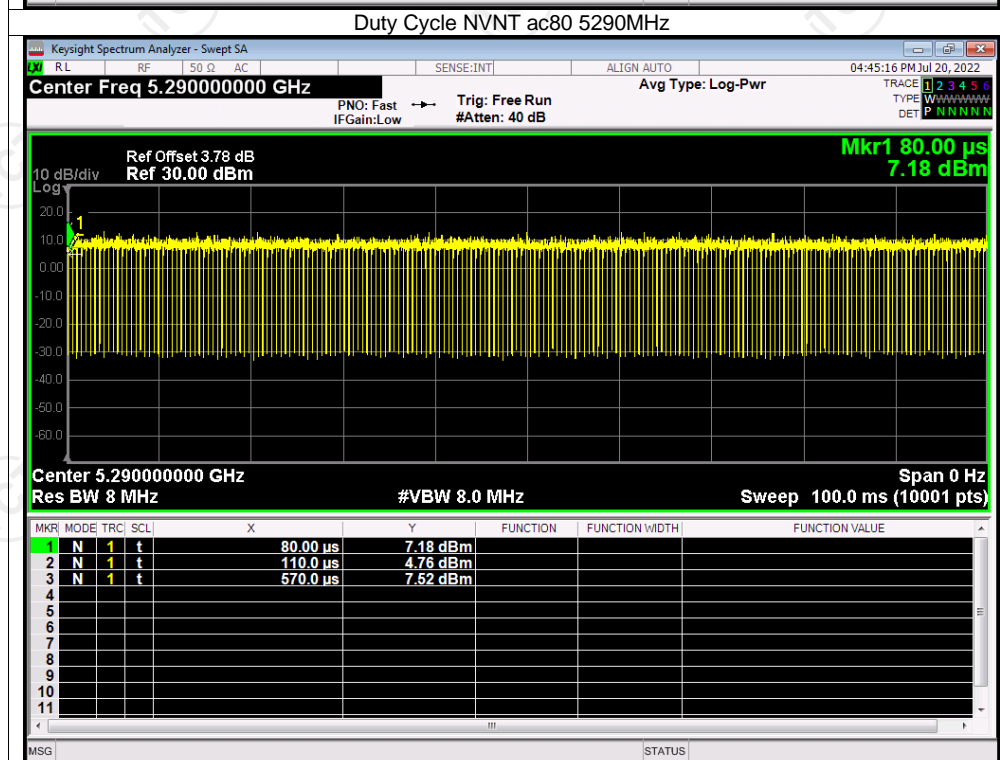 Duty Cycle NVNT ac80 5290MHz
Keysight Spectrum Analyzer - Swept SA
LXI RL RF 50 Ω AC SENSE:INT ALIGN AUTO 04:45:16 PM Jul 20, 2022
Center Freq 5.290000000 GHz
Avg Type: Log-Pwr
TRACE 1 2 3 4 5 6
PNO: Fast Trig: Free Run
TYPE W
IFGain:Low #Atten: 40 dB
DET P N N N N N
Mkr1 80.00 µs
7.18 dBm
Ref Offset 3.78 dB
10 dB/div Ref 30.00 dBm
Log
20.0
1
10.0
0.00
-10.0
-20.0
-30.0
-40.0
-50.0
-60.0
Center 5.290000000 GHz Span 0 Hz
Res BW 8 MHz #VBW 8.0 MHz Sweep 100.0 ms (10001 pts)
MKR MODE TRC SCL X Y FUNCTION FUNCTION WIDTH FUNCTION VALUE
1 N 1 t 80.00 µs 7.18 dBm
2 N 1 t 110.0 µs 4.76 dBm
3 N 1 t 570.0 µs 7.52 dBm
4
5
6
7
8
9
10
11
MSG STATUS